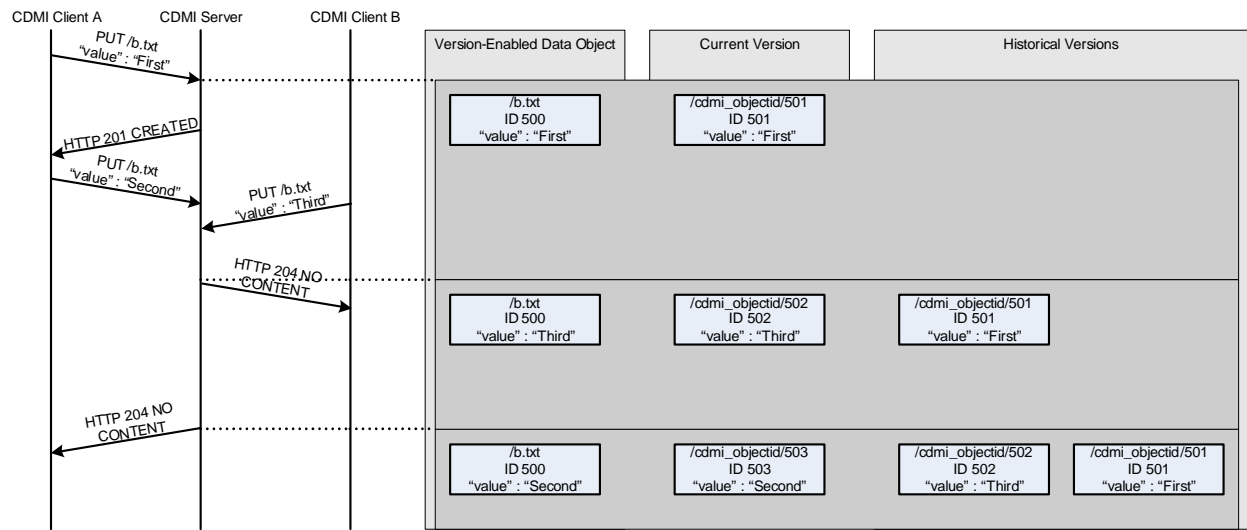 CDMI Client A
CDMI Server
CDMI Client B
Version-Enabled Data Object
Current Version
Historical Versions
PUT /b.txt
“value” : “First”
/b.txt
ID 500
“value” : “First”
/cdmi_objectid/501
ID 501
“value” : “First”
HTTP 201 CREATED
PUT /b.txt
“value” : “Second”
PUT /b.txt
“value” : “Third”
HTTP 204 NO
CONTENT
/b.txt
ID 500
“value” : “Third”
/cdmi_objectid/502
ID 502
“value” : “Third”
/cdmi_objectid/501
ID 501
“value” : “First”
HTTP 204 NO
CONTENT
/b.txt
ID 500
“value” : “Second”
/cdmi_objectid/503
ID 503
“value” : “Second”
/cdmi_objectid/502
ID 502
“value” : “Third”
/cdmi_objectid/501
ID 501
“value” : “First”